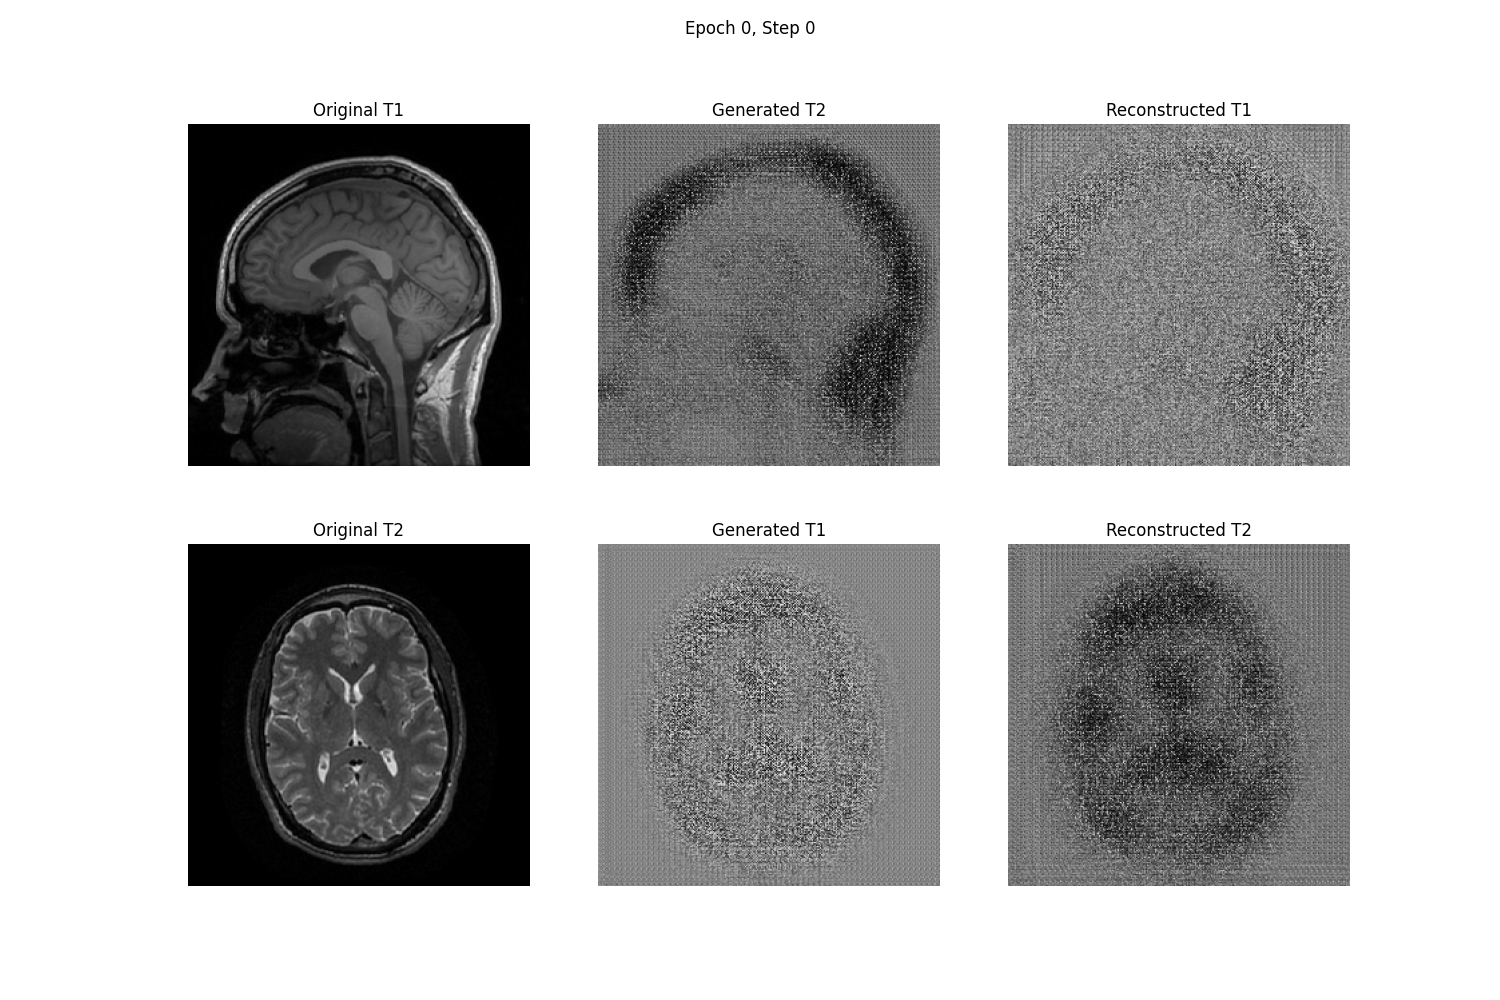 Epoch 0, Step 0
Original T1
Generated T2
Reconstructed T1
Original T2
Generated T1
Reconstructed T2